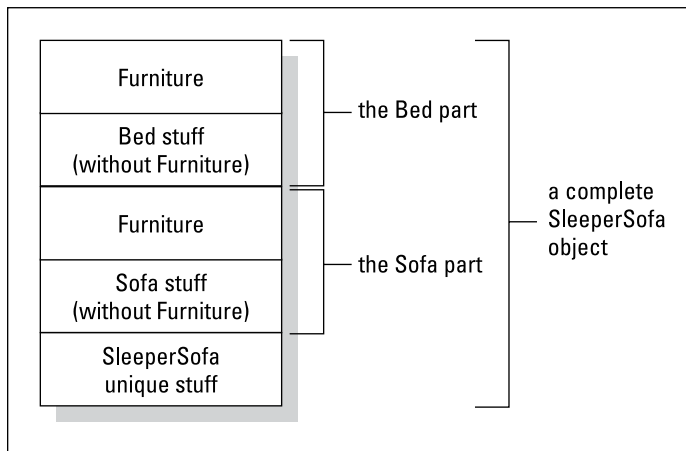 Furniture
Bed stuff
(without Furniture)
the Bed part
Furniture
Sofa stuff
(without Furniture)
the Sofa part
SleeperSofa
unique stuff
a complete
SleeperSofa
object